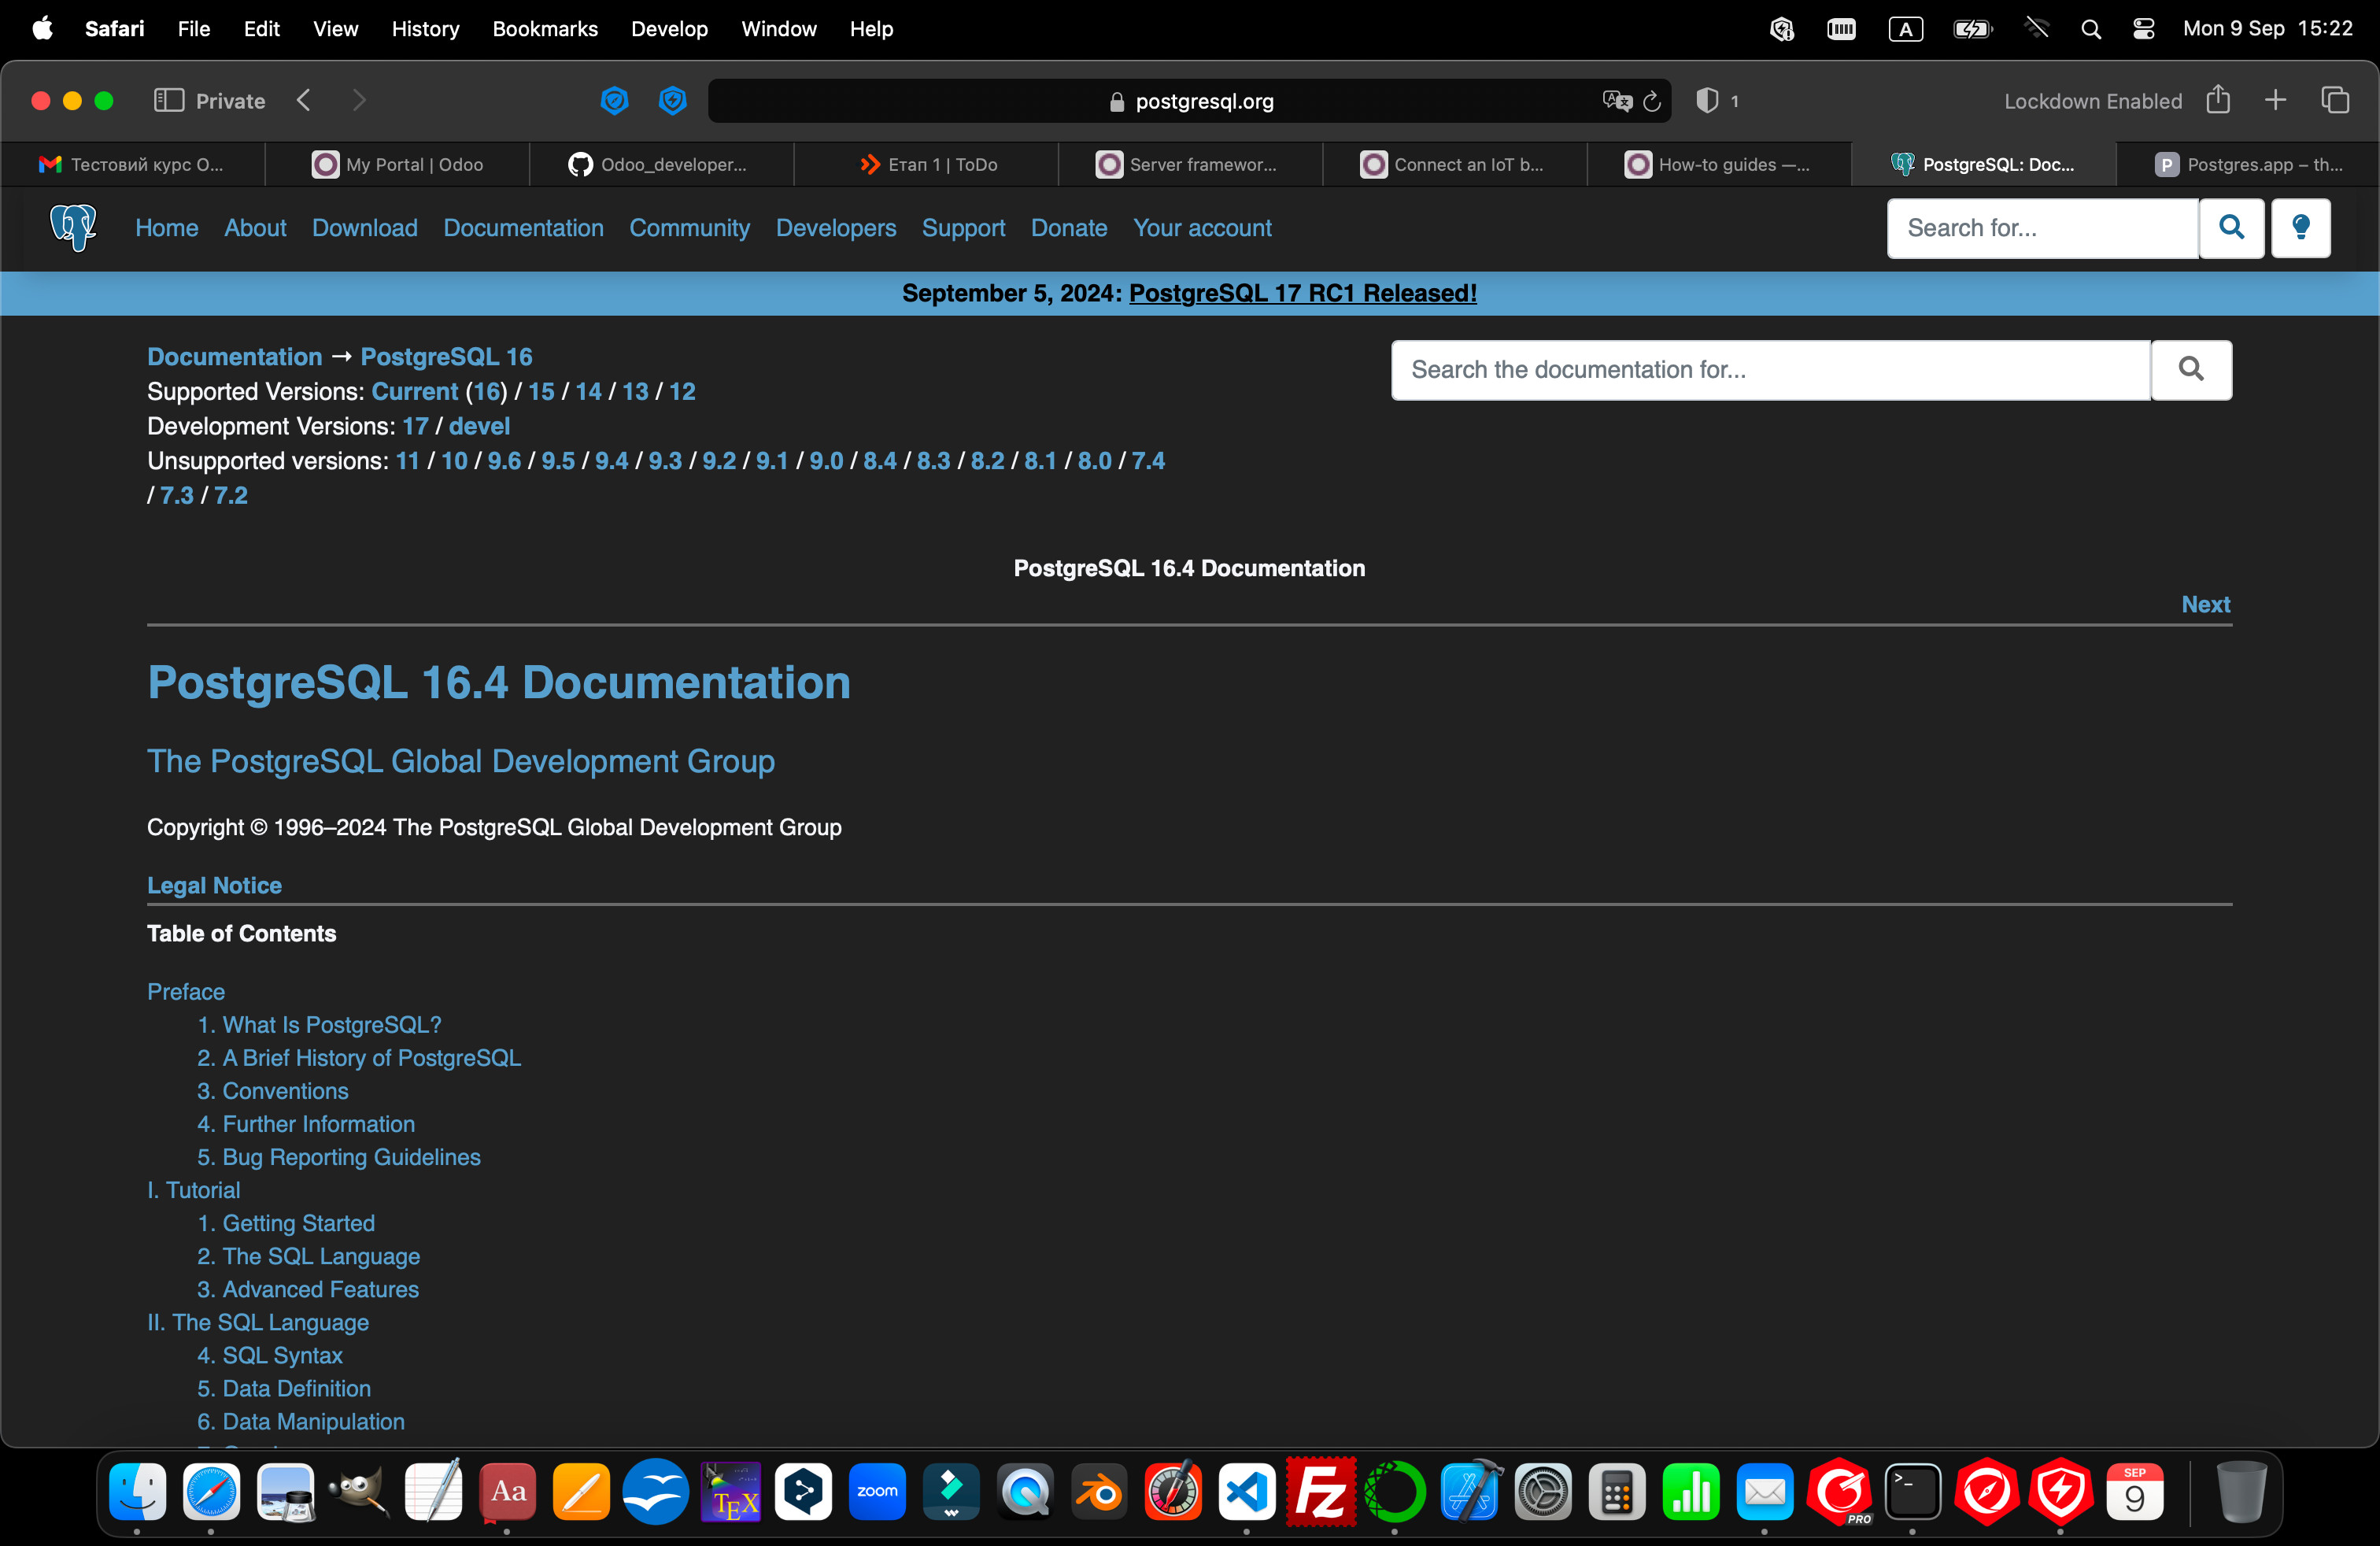 Safari File Edit View History Bookmarks Develop Window Help A Mon 9 Sep 15:22
Private postgresql.org 1 Lockdown Enabled
Тестовий курс О... My Portal | Odoo Odoo_developer... Етап 1 | ToDo Server framewor... Connect an IoT b... How-to guides —... PostgreSQL: Doc... P Postgres.app – th...
Home About Download Documentation Community Developers Support Donate Your account Search for...
September 5, 2024: PostgreSQL 17 RC1 Released!
Documentation → PostgreSQL 16
Search the documentation for...
Supported Versions: Current (16) / 15 / 14 / 13 / 12
Development Versions: 17 / devel
Unsupported versions: 11 / 10 / 9.6 / 9.5 / 9.4 / 9.3 / 9.2 / 9.1 / 9.0 / 8.4 / 8.3 / 8.2 / 8.1 / 8.0 / 7.4
/ 7.3 / 7.2
PostgreSQL 16.4 Documentation
Next
PostgreSQL 16.4 Documentation
The PostgreSQL Global Development Group
Copyright © 1996–2024 The PostgreSQL Global Development Group
Legal Notice
Table of Contents
Preface
1. What Is PostgreSQL?
2. A Brief History of PostgreSQL
3. Conventions
4. Further Information
5. Bug Reporting Guidelines
I. Tutorial
1. Getting Started
2. The SQL Language
3. Advanced Features
II. The SQL Language
4. SQL Syntax
5. Data Definition
6. Data Manipulation
Aa TEX zoom Fz >_ PRO SEP 9